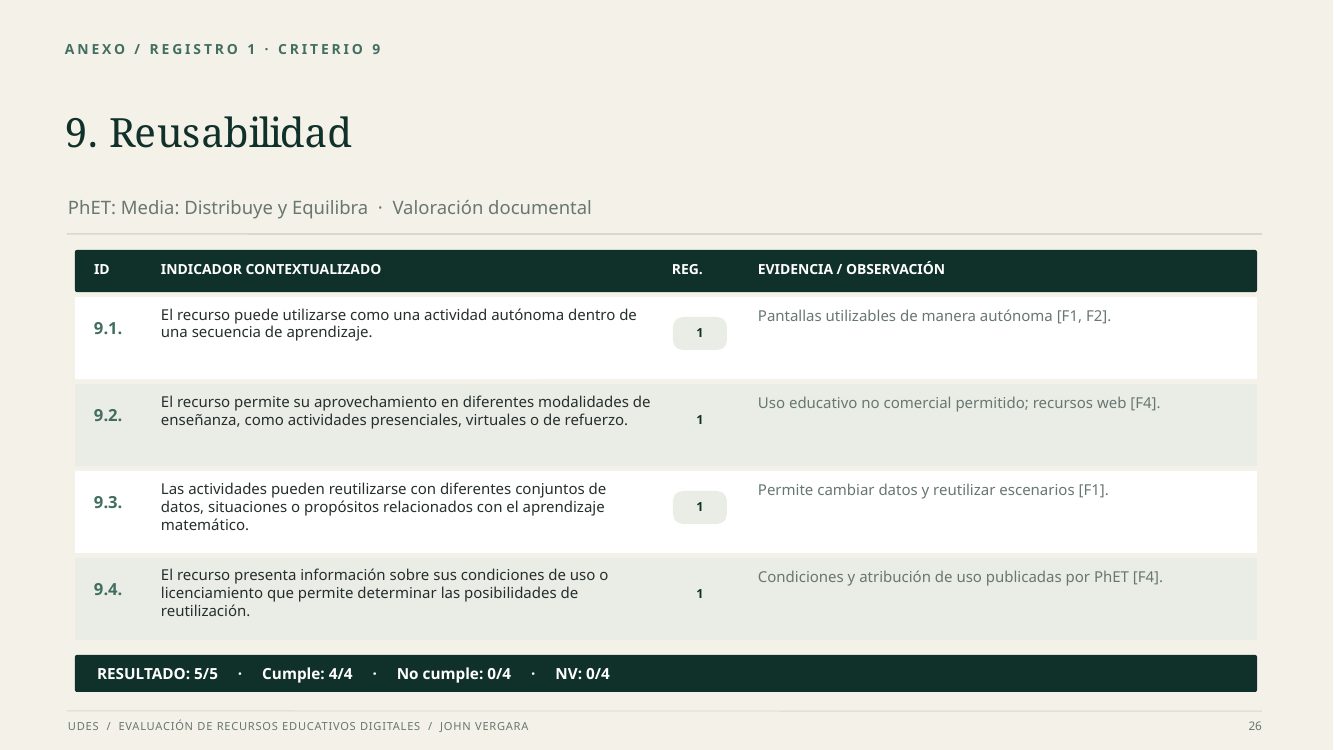 ANEXO / REGISTRO 1 · CRITERIO 9
9. Reusabilidad
PhET: Media: Distribuye y Equilibra · Valoración documental
ID INDICADOR CONTEXTUALIZADO REG. EVIDENCIA / OBSERVACIÓN
9.1. El recurso puede utilizarse como una actividad autónoma dentro de
una secuencia de aprendizaje.
1
Pantallas utilizables de manera autónoma [F1, F2].
9.2. El recurso permite su aprovechamiento en diferentes modalidades de
enseñanza, como actividades presenciales, virtuales o de refuerzo.
1
Uso educativo no comercial permitido; recursos web [F4].
9.3. Las actividades pueden reutilizarse con diferentes conjuntos de
datos, situaciones o propósitos relacionados con el aprendizaje
matemático.
1
Permite cambiar datos y reutilizar escenarios [F1].
9.4. El recurso presenta información sobre sus condiciones de uso o
licenciamiento que permite determinar las posibilidades de
reutilización.
1
Condiciones y atribución de uso publicadas por PhET [F4].
RESULTADO: 5/5 · Cumple: 4/4 · No cumple: 0/4 · NV: 0/4
UDES / EVALUACIÓN DE RECURSOS EDUCATIVOS DIGITALES / JOHN VERGARA
26